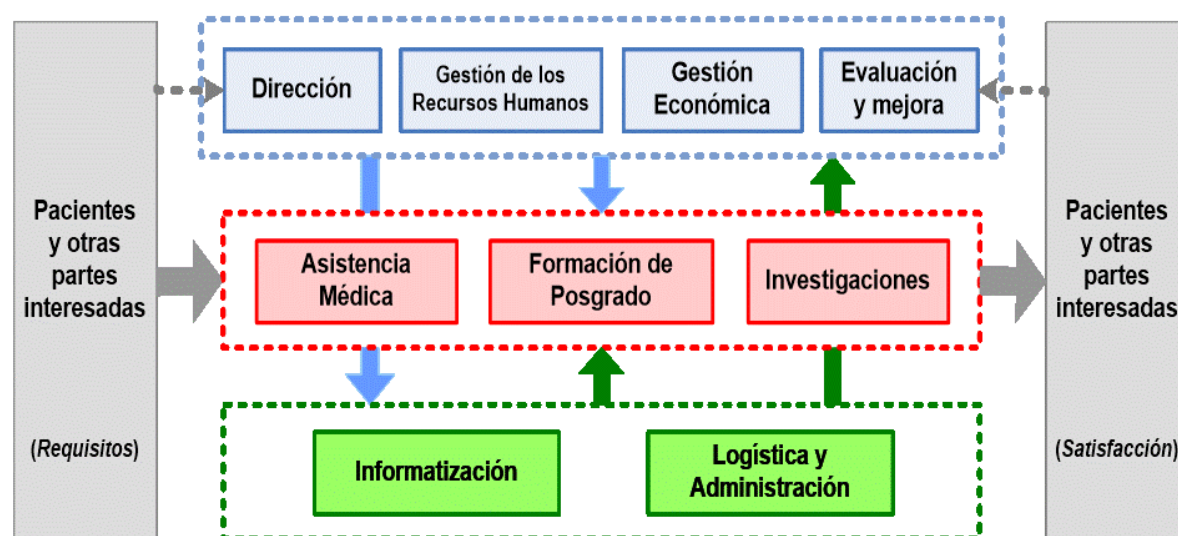 Pacientes
y otras
partes
interesadas
(Requisitos)
Dirección
Gestión de los
Recursos Humanos
Gestión
Económica
Evaluación
y mejora
Asistencia
Médica
Formación de
Posgrado
Investigaciones
Informatización
Logística y
Administración
Pacientes
y otras
partes
interesadas
(Satisfacción)